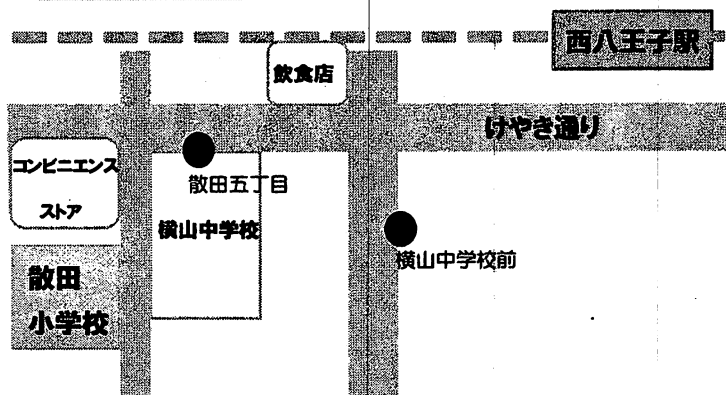 西八王子駅
飲食店
けやき通り
コンビニエンス
ストア
散田五丁目
横山中学校
横山中学校前
散田
小学校